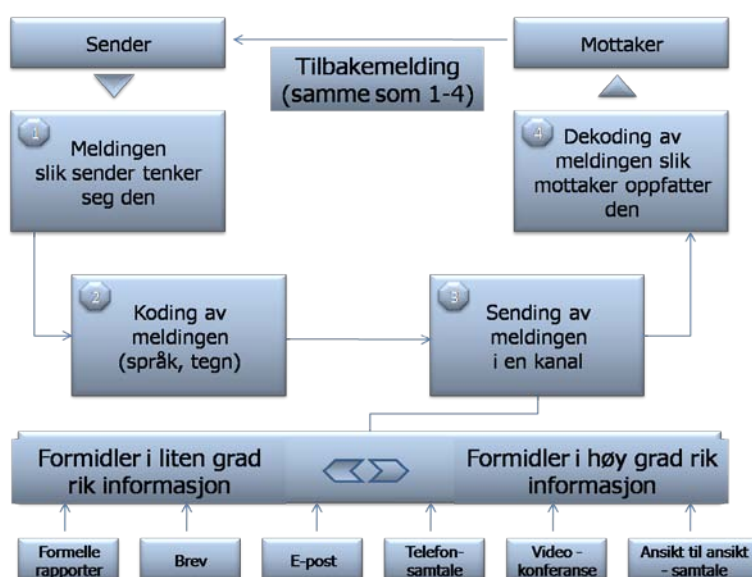 Sender
Mottaker
Tilbakemelding
(samme som 1-4)
1
Meldingen
slik sender tenker
seg den
4
Dekoding av
meldingen slik
mottaker oppfatter
den
2
Koding av
meldingen
(språk, tegn)
3
Sending av
meldingen
i en kanal
Formidler i liten grad
rik informasjon
Formidler i høy grad rik
informasjon
Formelle
rapporter
Brev
E-post
Telefon-
samtale
Video -
konferanse
Ansikt til ansikt
- samtale